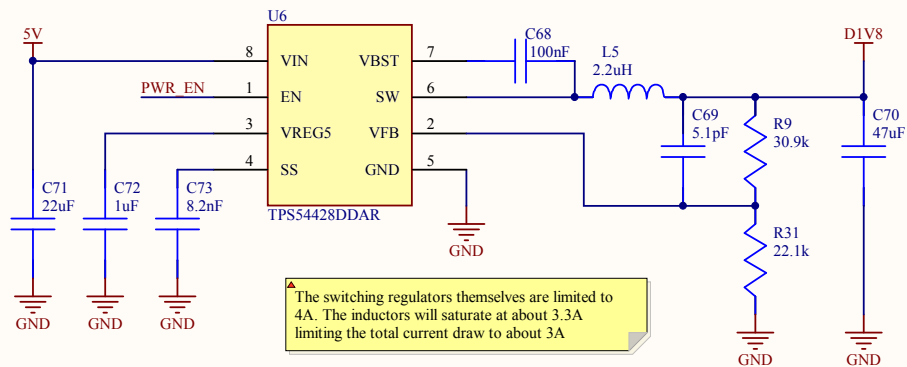 U6
5V
8
VIN
VBST
7
C68
100nF
L5
2.2uH
D1V8
PWR_EN
1
EN
SW
6
3
VREG5
VFB
2
4
SS
GND
5
C69
5.1pF
R9
30.9k
C70
47uF
C71
22uF
C72
1uF
C73
8.2nF
TPS54428DDAR
R31
22.1k
GND
GND
GND
GND
GND
GND
The switching regulators themselves are limited to
4A. The inductors will saturate at about 3.3A
limiting the total current draw to about 3A